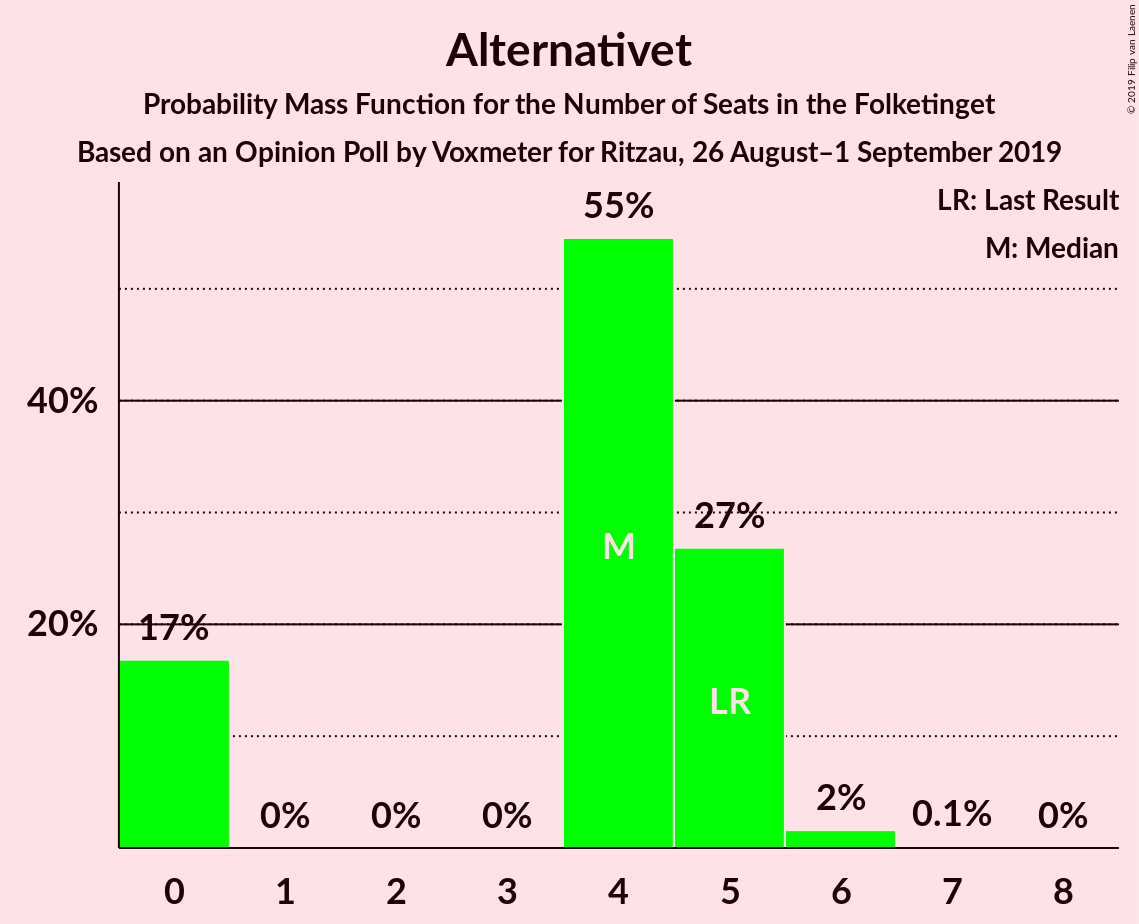 Alternativet
Probability Mass Function for the Number of Seats in the Folketinget
Based on an Opinion Poll by Voxmeter for Ritzau, 26 August–1 September 2019
© 2019 Filip van Laenen
LR: Last Result
M: Median
55%
40%
27%
M
20%
17%
LR
0%
0%
0%
2%
0.1%
0%
0
1
2
3
4
5
6
7
8